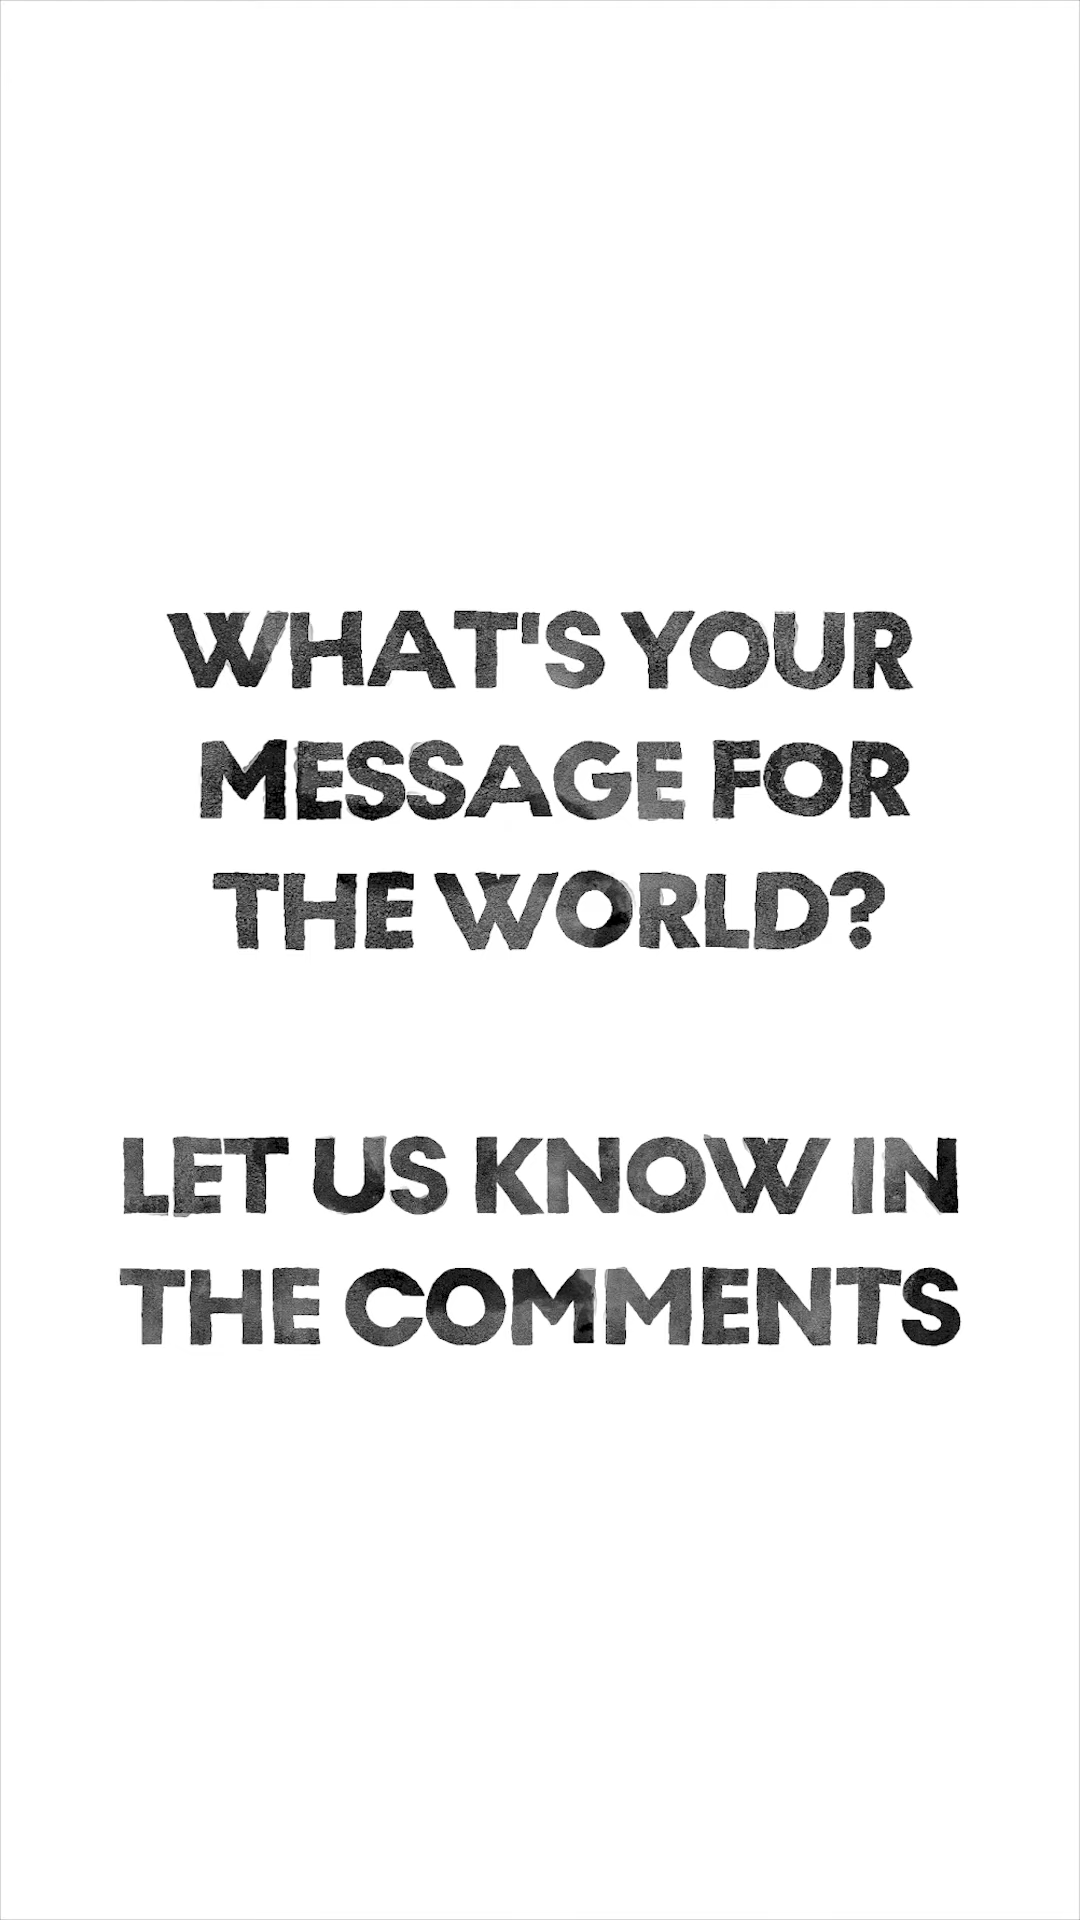 WHAT'S YOUR
MESSAGE FOR
THE WORLD?
LET US KNOW IN
THE COMMENTS